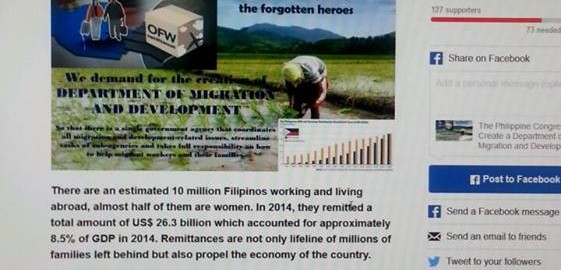 the forgotten heroes
OFW
We demand for the creation of
DEPARTMENT OF MIGRATION
AND DEVELOPMENT
So that there is a single government agency that coordinates
all migration and development-related issues, streamline
tasks of sub-agencies and takes full responsibility on how
to help migrant workers and their families
There are an estimated 10 million Filipinos working and living
abroad, almost half of them are women. In 2014, they remitted a
total amount of US$ 26.3 billion which accounted for approximately
8.5% of GDP in 2014. Remittances are not only lifeline of millions of
families left behind but also propel the economy of the country.
127 supporters
73 needed
Share on Facebook
Add a personal message
The Philippine Congre
Create a Department o
Migration and Develop
Post to Facebook
Send a Facebook message
Send an email to friends
Tweet to your followers